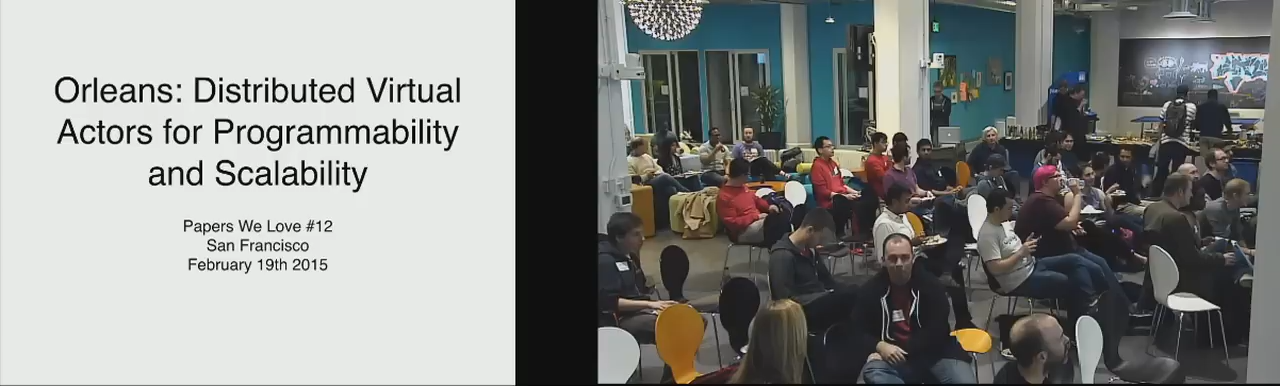 Orleans: Distributed Virtual
Actors for Programmability
and Scalability
Papers We Love #12
San Francisco
February 19th 2015